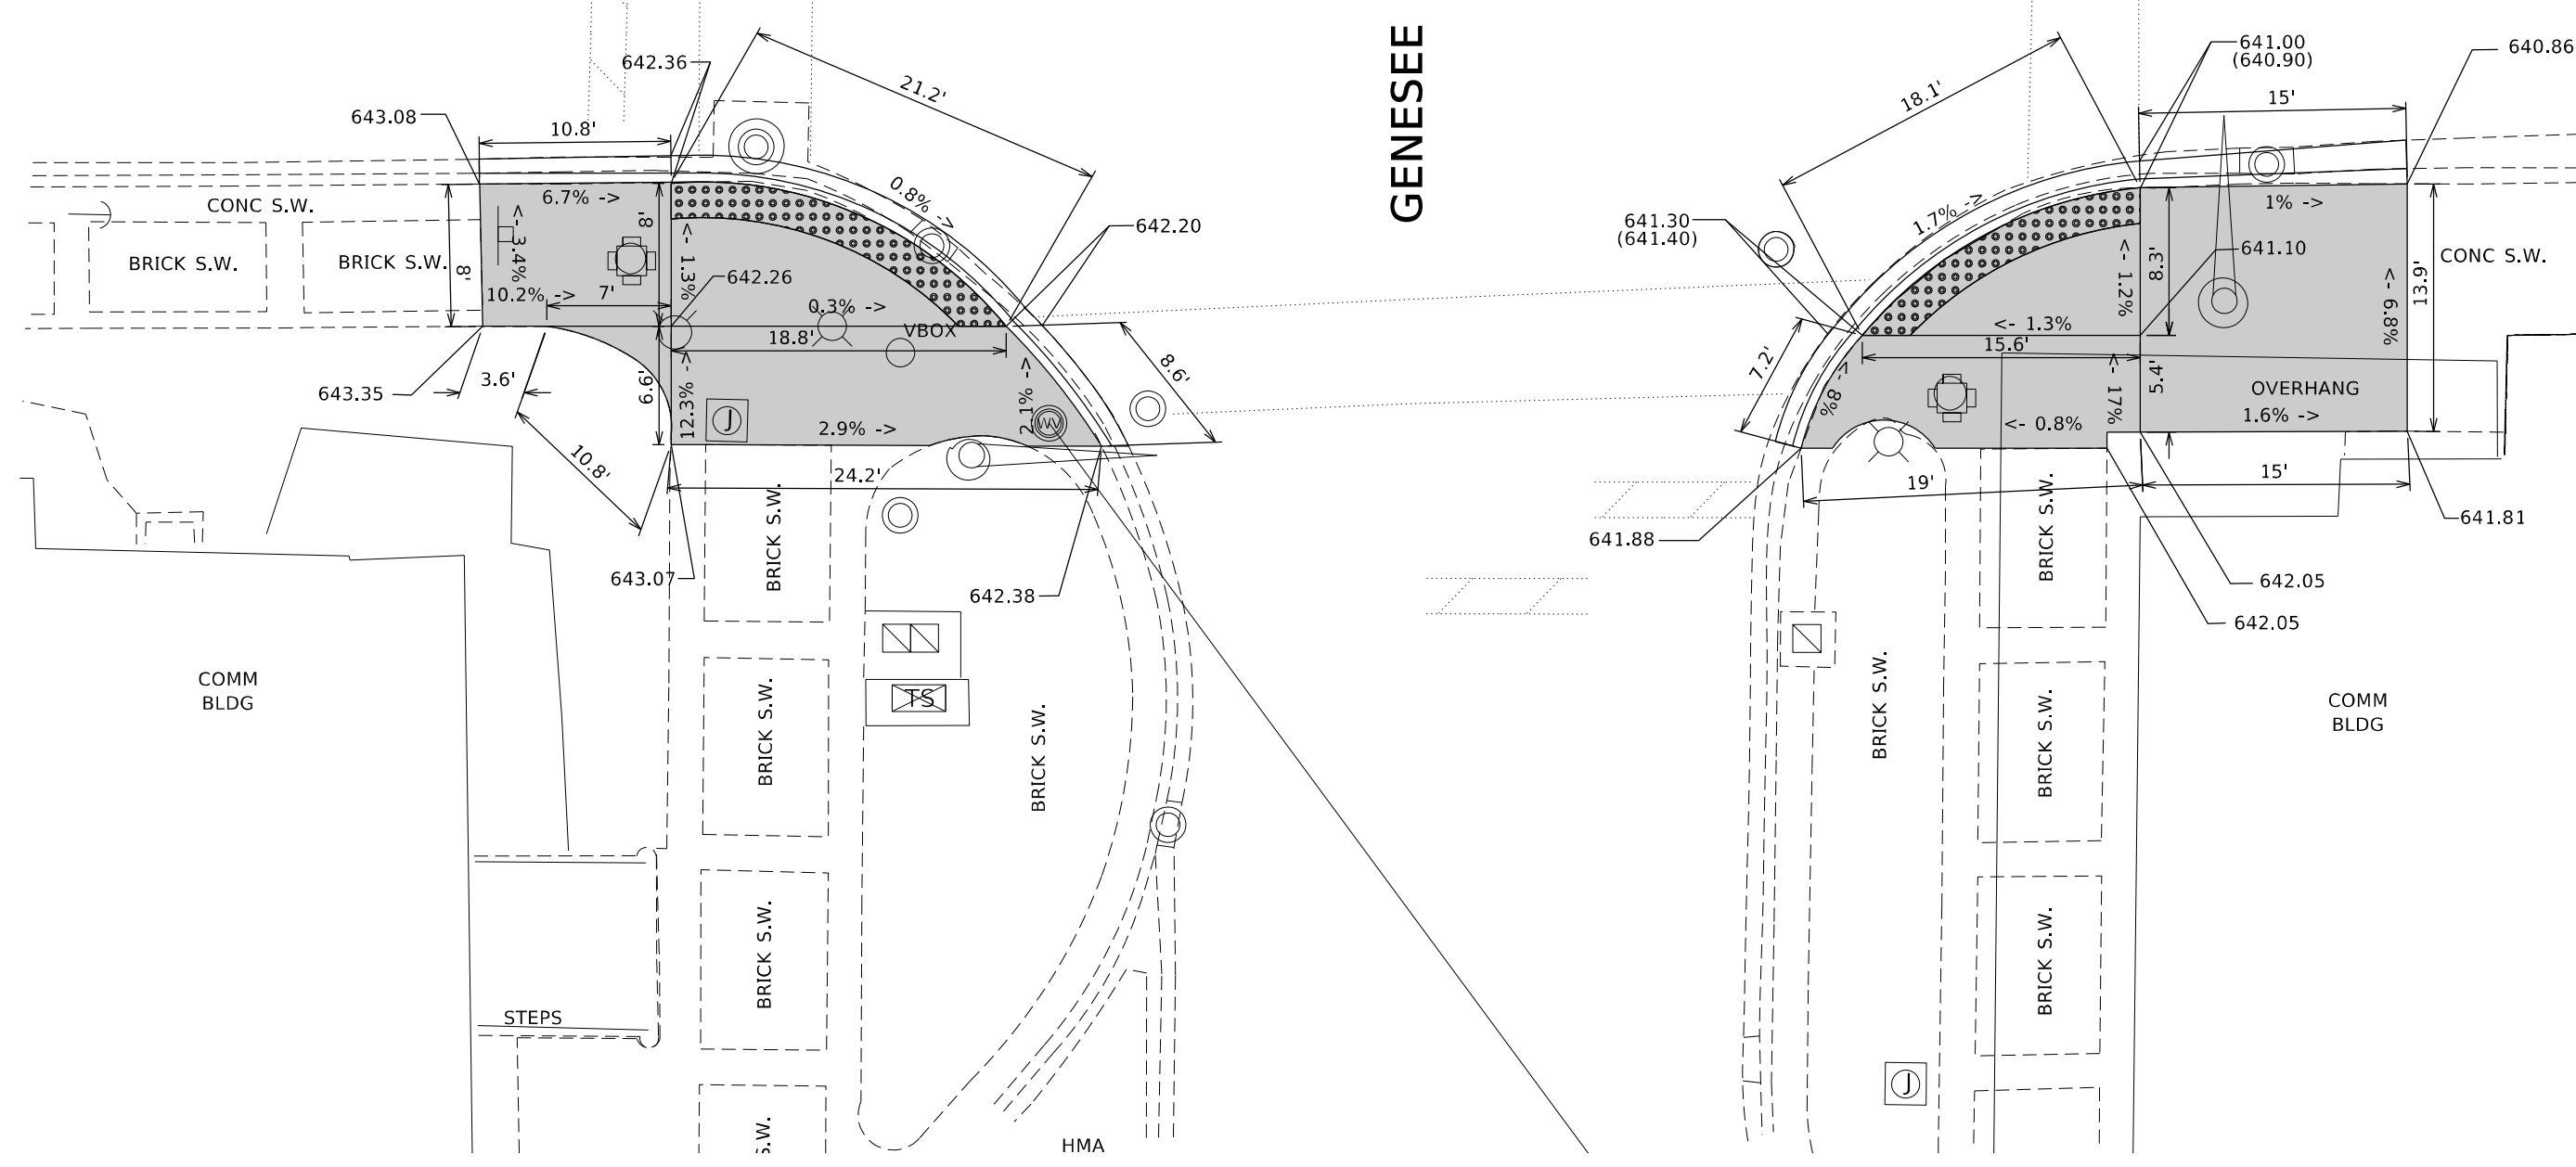 GENESEE
642.36
21.2'
643.08
10.8'
0.8% ->
642.20
CONC S.W.
6.7% ->
BRICK S.W.
BRICK S.W.
8'
<- 3.4%
10.2% ->
7'
8'
<- 1.3%
642.26
0.3% ->
VBOX
18.8'
643.35
3.6'
6.6'
<- 12.3%
J
2.9% ->
2.1% ->
WV
8.6'
10.8'
24.2'
643.07
642.38
BRICK S.W.
TS
BRICK S.W.
BRICK S.W.
BRICK S.W.
S.W.
COMM
BLDG
STEPS
HMA
18.1'
641.00
(640.90)
640.86
15'
641.30
(641.40)
1.7% ->
1% ->
641.10
8.3'
<- 1.2%
CONC S.W.
13.9'
<- 6.8%
<- 1.3%
15.6'
7.2'
8% ->
5.4'
<- 17%
OVERHANG
1.6% ->
<- 0.8%
19'
15'
641.88
641.81
642.05
642.05
BRICK S.W.
BRICK S.W.
BRICK S.W.
BRICK S.W.
J
COMM
BLDG